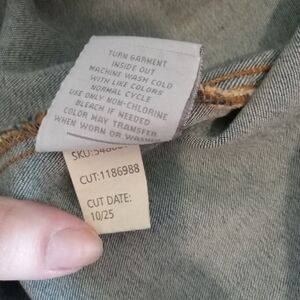 TURN GARMENT
INSIDE OUT
MACHINE WASH COLD
WITH LIKE COLORS
NORMAL CYCLE
USE ONLY NON-CHLORINE
BLEACH IF NEEDED
COLOR MAY TRANSFER
WHEN WORN OR WASHED
SKU:
CUT:1186988
CUT DATE:
10/25